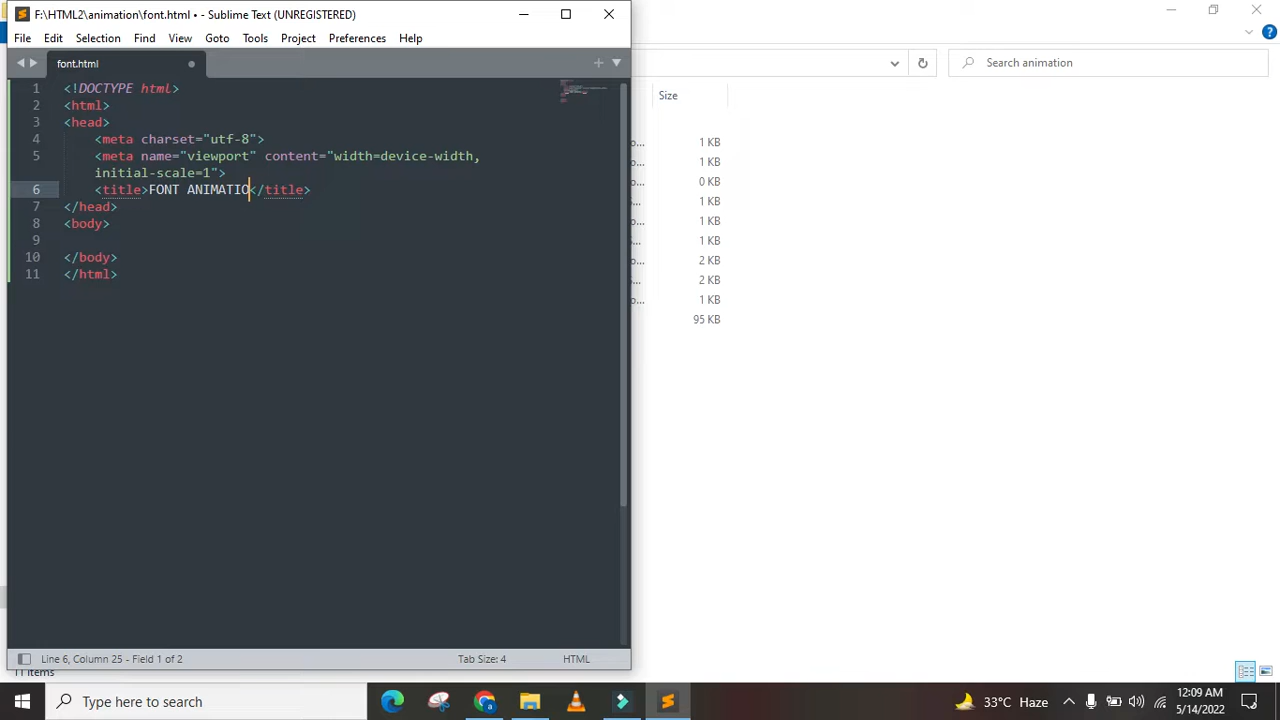 F:\HTML2\animation\font.html • - Sublime Text (UNREGISTERED)
File Edit Selection Find View Goto Tools Project Preferences Help
Search animation
font.html
Size
1 <!DOCTYPE html>
2 <html>
3 <head>
4 <meta charset="utf-8">
5 <meta name="viewport" content="width=device-width,
initial-scale=1">
6 <title>FONT ANIMATIO</title>
7 </head>
8 <body>
9
10 </body>
11 </html>
o... 1 KB
1 KB
0 KB
o... 1 KB
o... 1 KB
1 KB
o... 2 KB
2 KB
o... 1 KB
95 KB
Line 6, Column 25 - Field 1 of 2
Tab Size: 4
HTML
11 items
Type here to search
33°C Haze
12:09 AM
5/14/2022